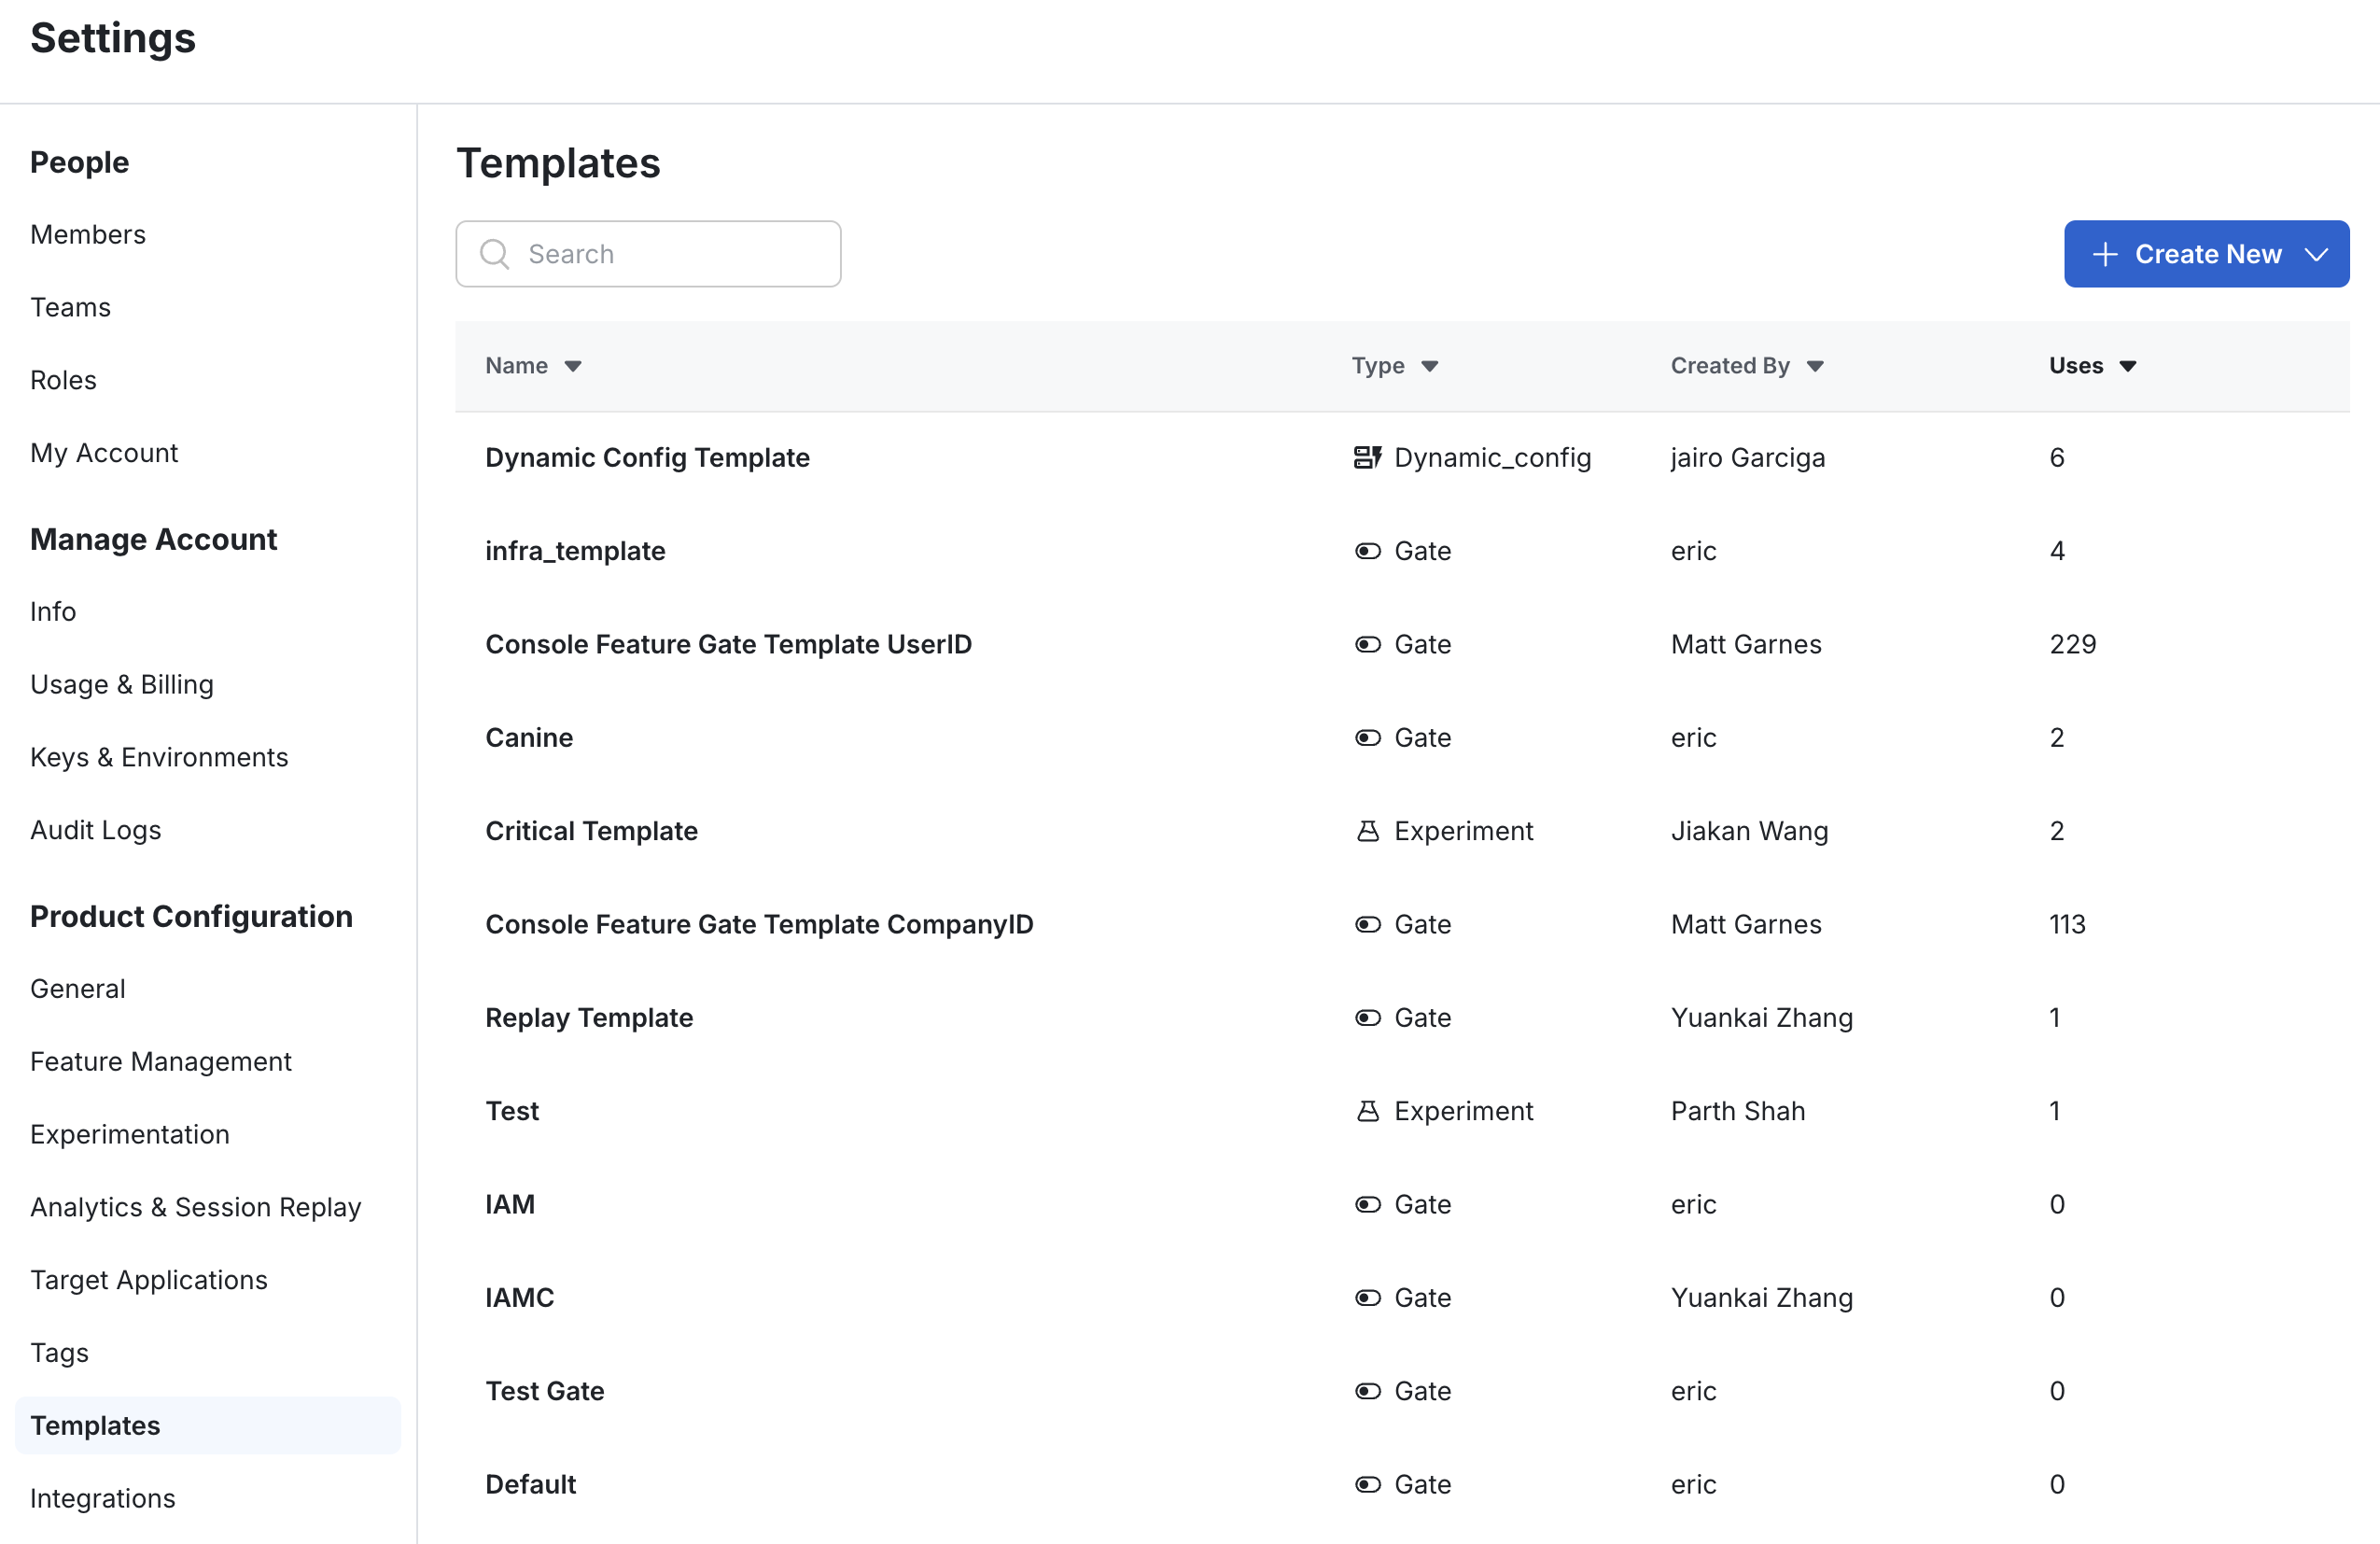 Settings
People
Members
Teams
Roles
My Account
Manage Account
Info
Usage & Billing
Keys & Environments
Audit Logs
Product Configuration
General
Feature Management
Experimentation
Analytics & Session Replay
Target Applications
Tags
Templates
Integrations
Templates
Search
Create New
Name Type Created By Uses
Dynamic Config Template Dynamic_config jairo Garciga 6
infra_template Gate eric 4
Console Feature Gate Template UserID Gate Matt Garnes 229
Canine Gate eric 2
Critical Template Experiment Jiakan Wang 2
Console Feature Gate Template CompanyID Gate Matt Garnes 113
Replay Template Gate Yuankai Zhang 1
Test Experiment Parth Shah 1
IAM Gate eric 0
IAMC Gate Yuankai Zhang 0
Test Gate Gate eric 0
Default Gate eric 0